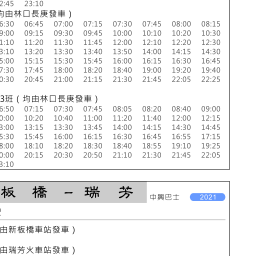 2:45 23:10
均由林口長庚發車)
6:30 06:45 07:00 07:15 07:30 07:45 08:00 08:15
9:00 09:15 09:30 09:45 10:00 10:10 10:20 10:30
1:10 11:20 11:30 11:45 12:00 12:10 12:20 12:30
3:10 13:20 13:30 13:40 13:50 14:00 14:15 14:30
5:00 15:15 15:30 15:45 16:00 16:15 16:30 16:45
7:30 17:45 18:00 18:20 18:40 19:00 19:20 19:40
0:30 20:45 21:00 21:15 21:30 21:45 22:05 22:25
3班(均由林口長庚發車)
6:50 07:15 07:30 07:45 08:05 08:20 08:40 09:00
0:00 10:20 10:40 11:00 11:20 11:40 12:00 12:15
3:00 13:15 13:30 13:45 14:00 14:15 14:30 14:45
5:30 15:45 16:00 16:15 16:30 16:45 16:55 17:15
8:00 18:10 18:20 18:30 18:40 18:55 19:10 19:25
0:00 20:15 20:30 20:50 21:10 21:30 21:45 22:05
3:10
板橋－瑞芳
中興巴士 2021
由新板橋車站發車)
由瑞芳火車站發車)